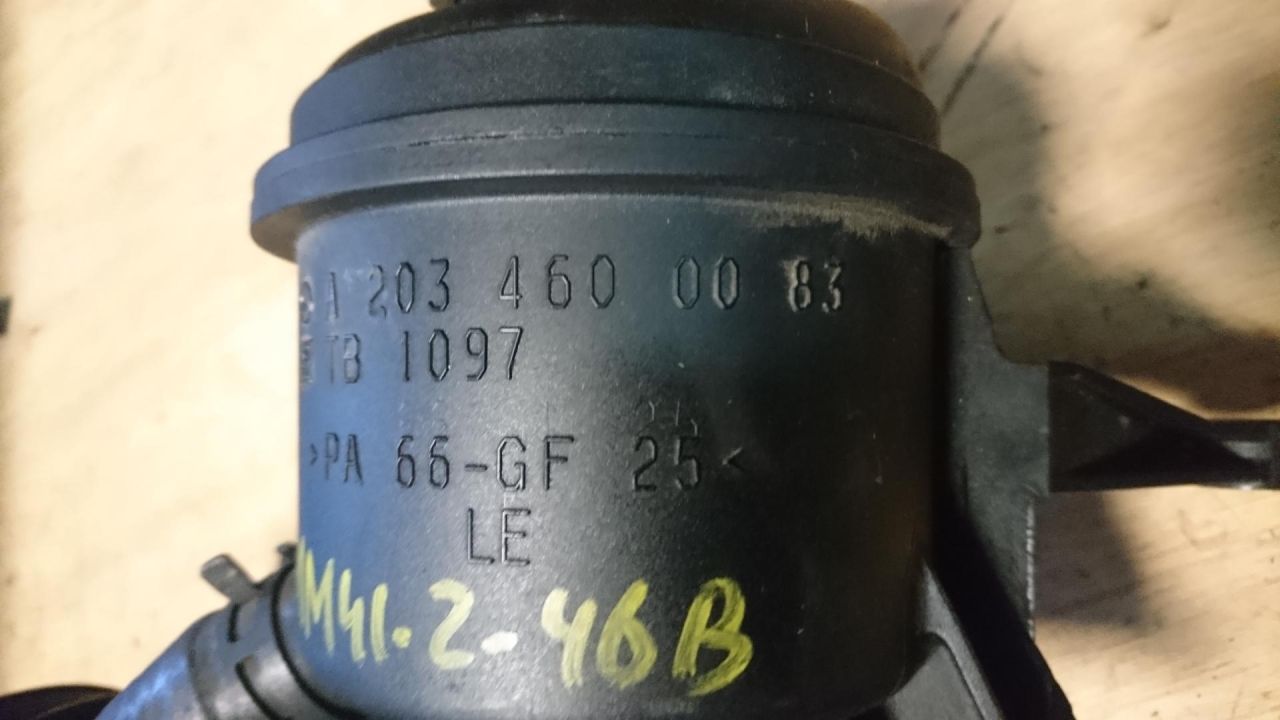 A 203 460 00 83
TB 1097
>PA 66-GF 25<
LE
M41.2-46B